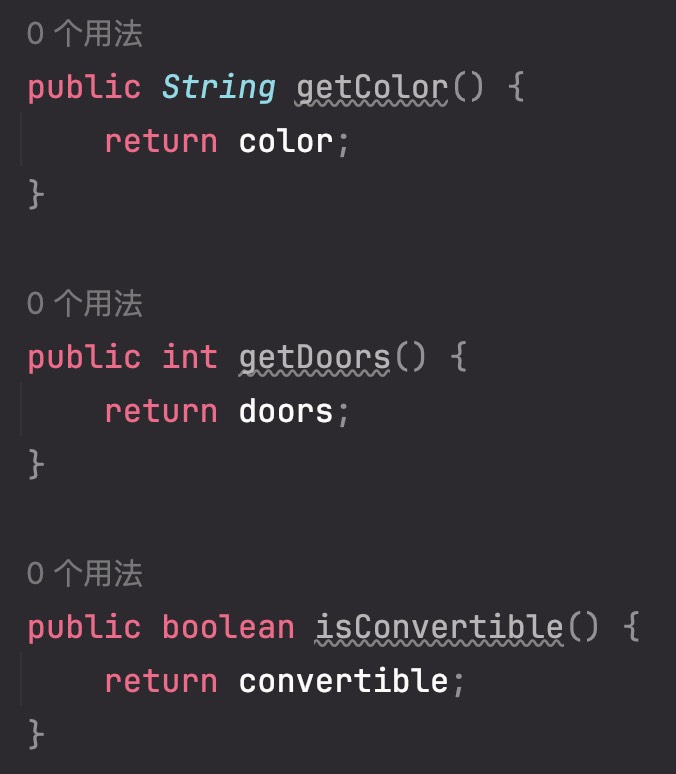 0 个用法
public String getColor() {
    return color;
}
0 个用法
public int getDoors() {
    return doors;
}
0 个用法
public boolean isConvertible() {
    return convertible;
}